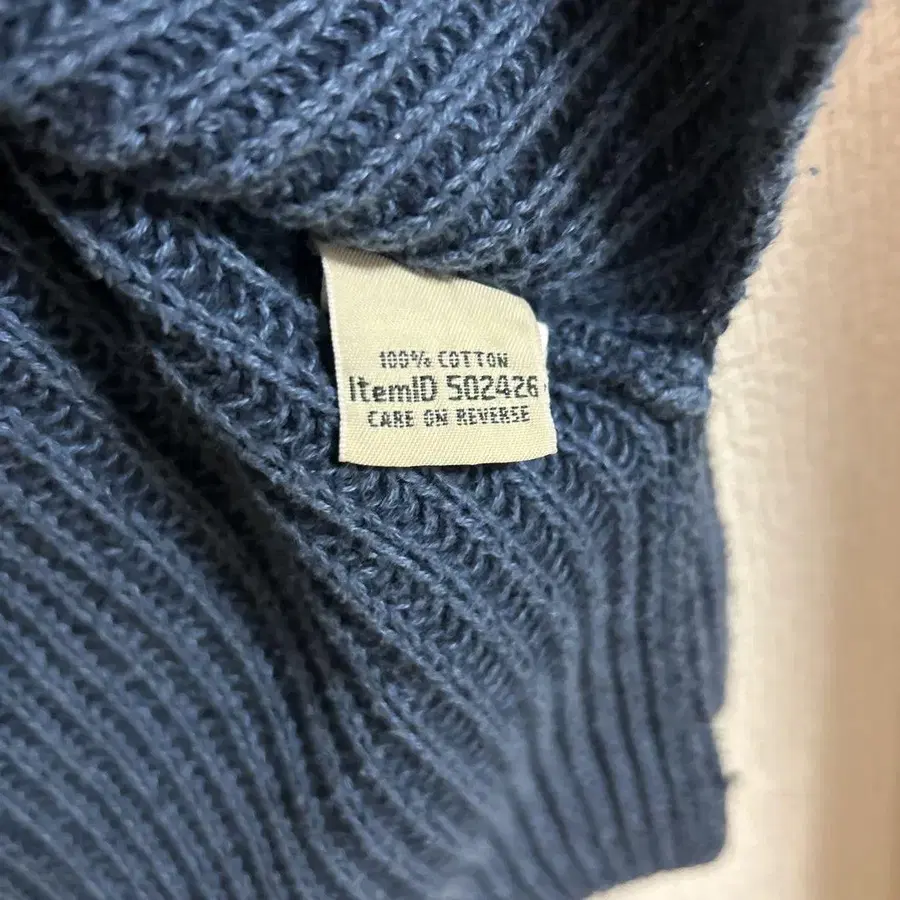 100% COTTON
ItemID 502426
CARE ON REVERSE